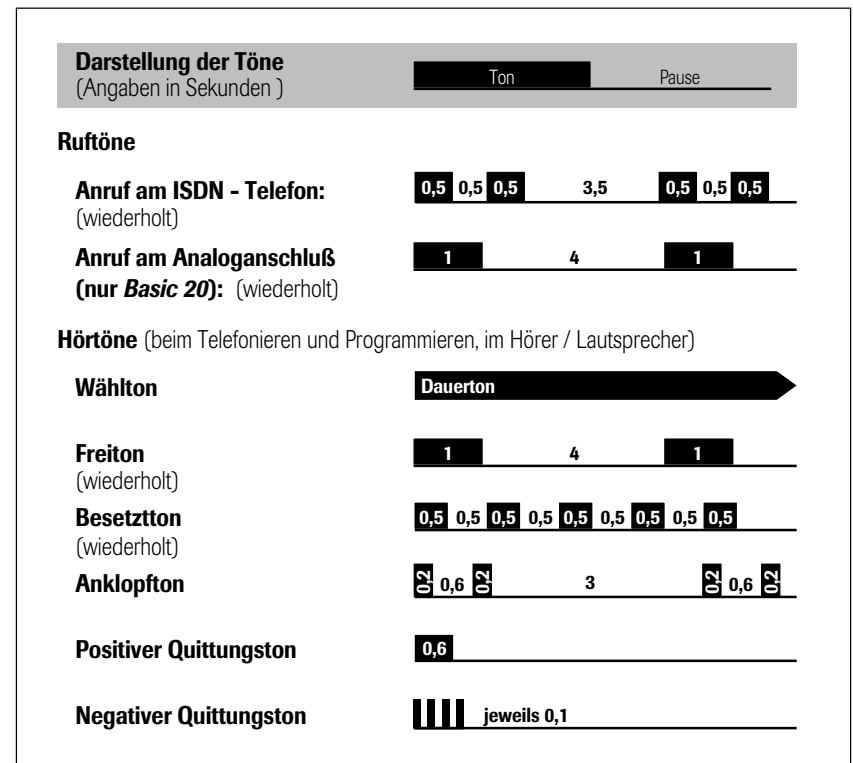 Darstellung der Töne
(Angaben in Sekunden )
Ton Pause
Ruftöne
Anruf am ISDN - Telefon:
(wiederholt)
0,5 0,5 0,5 3,5 0,5 0,5 0,5
Anruf am Analoganschluß
(nur Basic 20): (wiederholt)
1 4 1
Hörtöne (beim Telefonieren und Programmieren, im Hörer / Lautsprecher)
Wählton
Dauerton
Freiton
(wiederholt)
1 4 1
Besetztton
(wiederholt)
0,5 0,5 0,5 0,5 0,5 0,5 0,5 0,5 0,5
Anklopfton
0,2 0,6 0,2 3 0,2 0,6 0,2
Positiver Quittungston
0,6
Negativer Quittungston
jeweils 0,1